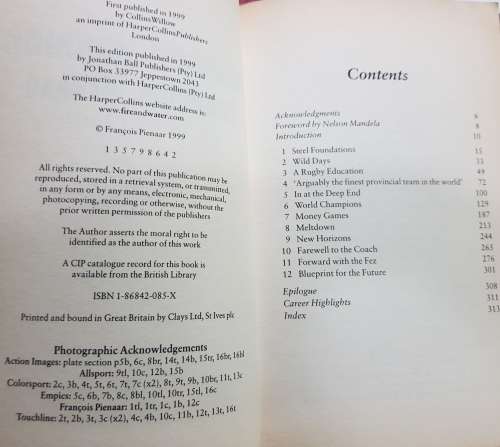 First published in 1999
by CollinsWillow
an imprint of HarperCollinsPublishers
London
This edition published in 1999
by Jonathan Ball Publishers (Pty) Ltd
PO Box 33977 Jeppestown 2043
in conjunction with HarperCollins (Pty) Ltd
The HarperCollins website address is:
www.fireandwater.com
© François Pienaar 1999
1 3 5 7 9 8 6 4 2
All rights reserved. No part of this publication may be
reproduced, stored in a retrieval system, or transmitted,
in any form or by any means, electronic, mechanical,
photocopying, recording or otherwise, without the
prior written permission of the publishers
The Author asserts the moral right to be
identified as the author of this work
A CIP catalogue record for this book is
available from the British Library
ISBN 1-86842-085-X
Printed and bound in Great Britain by Clays Ltd, St Ives plc
Photographic Acknowledgements
Action Images: plate section p5b, 6c, 8br, 14t, 14b, 15tr, 16br, 16bl
Allsport: 9tl, 10c, 12b, 15b
Colorsport: 2c, 3b, 4t, 5t, 6t, 7t, 7c (x2), 8t, 9t, 9b, 10br, 11t, 13c
Empics: 5c, 6b, 7b, 8c, 8bl, 10tl, 10tr, 15tl, 16c
François Pienaar: 1tl, 1tr, 1c, 1b, 12c
Touchline: 2t, 2b, 3t, 3c (x2), 4c, 4b, 10c, 11b, 12t, 13t, 16t
Contents
Acknowledgments 6
Foreword by Nelson Mandela 8
Introduction 10
1 Steel Foundations 15
2 Wild Days 31
3 A Rugby Education 49
4 'Arguably the finest provincial team in the world' 72
5 In at the Deep End 100
6 World Champions 129
7 Money Games 187
8 Meltdown 213
9 New Horizons 244
10 Farewell to the Coach 265
11 Forward with the Fez 276
12 Blueprint for the Future 301
Epilogue 308
Career Highlights 311
Index 313